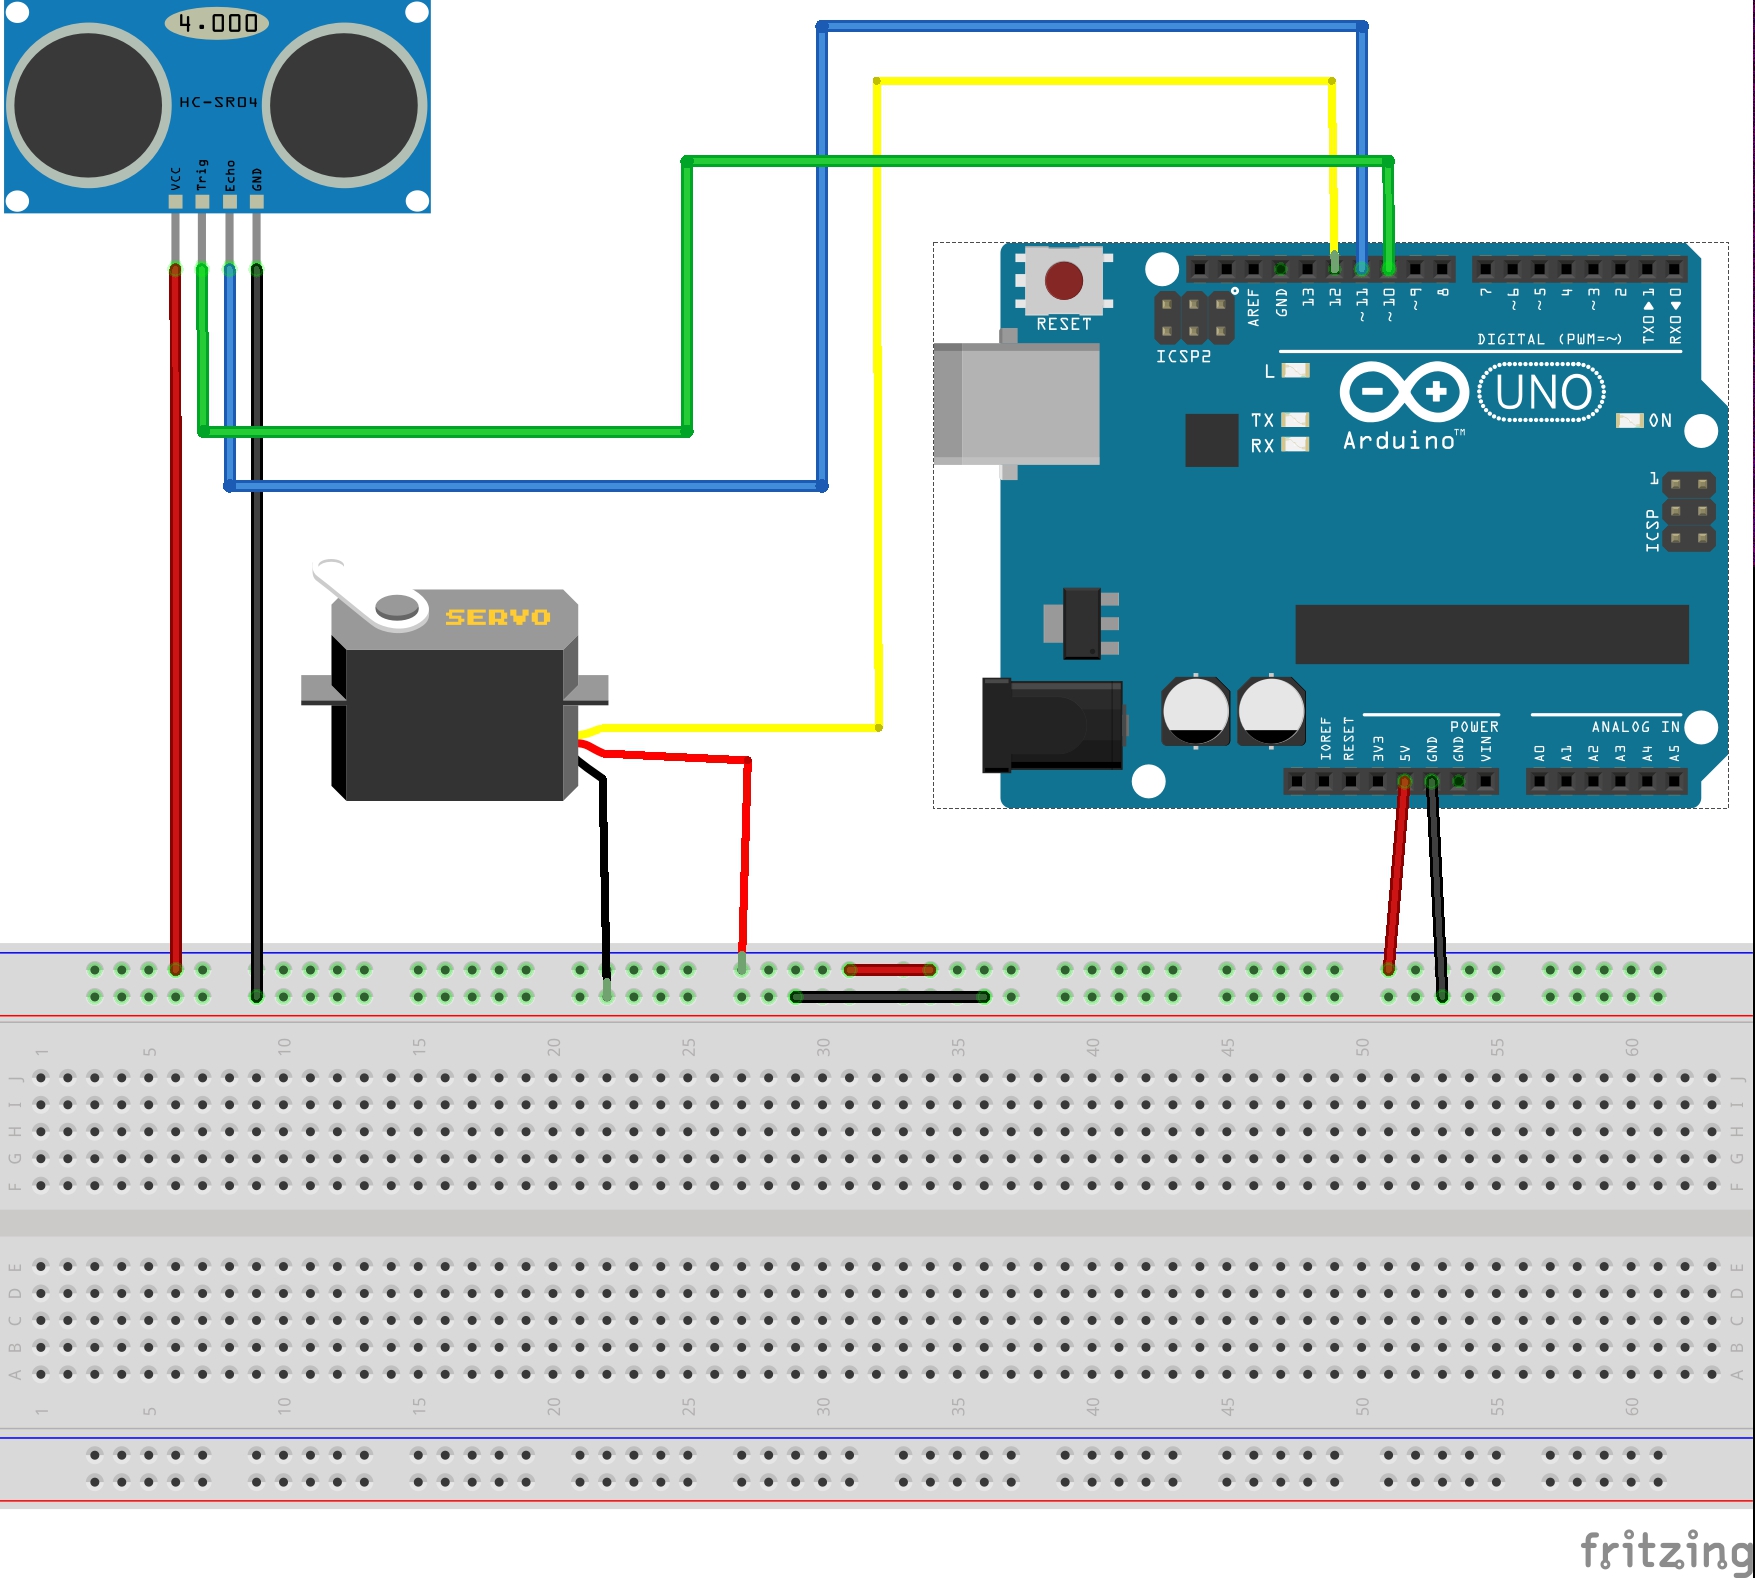 4.000
HC-SR04
VCC
Trig
Echo
GND
RESET
ICSP2
AREF
GND
13
12
~11
~10
~9
8
7
~6
~5
4
~3
2
TX0▶1
RX0◀0
DIGITAL (PWM=~)
L
TX
RX
UNO
Arduino™
ON
1
ICSP
SERVO
POWER
ANALOG IN
IOREF
RESET
3V3
5V
GND
GND
VIN
A0
A1
A2
A3
A4
A5
1 5 10 15 20 25 30 35 40 45 50 55 60
J J
I I
H H
G G
F F
E E
D D
C C
B B
A A
1 5 10 15 20 25 30 35 40 45 50 55 60
fritzing